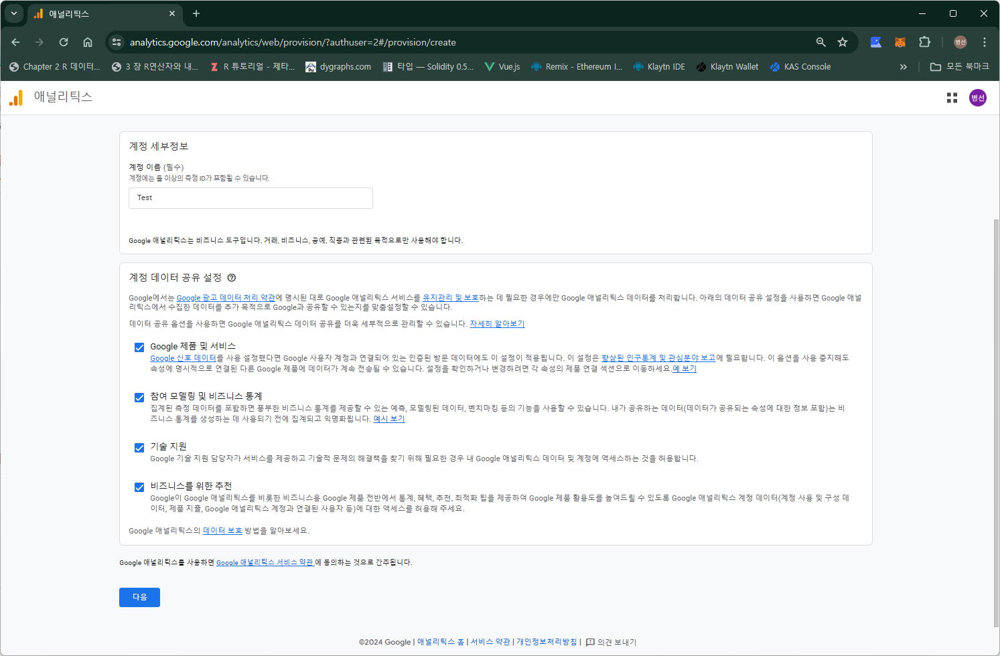 애널리틱스
analytics.google.com/analytics/web/provision/?authuser=2#/provision/create
병선
Chapter 2 R 데이터...
3 장 R연산자와 내...
R 튜토리얼 - 제타...
dygraphs.com
타입 — Solidity 0.5...
Vue.js
Remix - Ethereum I...
Klaytn IDE
Klaytn Wallet
KAS Console
모든 북마크
애널리틱스
병선
계정 세부정보
계정 이름 (필수)
계정에는 둘 이상의 측정 ID가 포함될 수 있습니다.
Test
Google 애널리틱스는 비즈니스 도구입니다. 거래, 비즈니스, 공예, 직종과 관련된 목적으로만 사용해야 합니다.
계정 데이터 공유 설정
Google에서는 Google 광고 데이터 처리 약관에 명시된 대로 Google 애널리틱스 서비스를 유지관리 및 보호하는 데 필요한 경우에만 Google 애널리틱스 데이터를 처리합니다. 아래의 데이터 공유 설정을 사용하면 Google 애널
리틱스에서 수집한 데이터를 추가 목적으로 Google과 공유할 수 있는지를 맞춤설정할 수 있습니다.
데이터 공유 옵션을 사용하면 Google 애널리틱스 데이터 공유를 더욱 세부적으로 관리할 수 있습니다. 자세히 알아보기
Google 제품 및 서비스
Google 신호 데이터를 사용 설정했다면 Google 사용자 계정과 연결되어 있는 인증된 방문 데이터에도 이 설정이 적용됩니다. 이 설정은 향상된 인구통계 및 관심분야 보고에 필요합니다. 이 옵션을 사용 중지해도
속성에 명시적으로 연결된 다른 Google 제품에 데이터가 계속 전송될 수 있습니다. 설정을 확인하거나 변경하려면 각 속성의 제품 연결 섹션으로 이동하세요.예 보기
참여 모델링 및 비즈니스 통계
집계된 측정 데이터를 포함하면 풍부한 비즈니스 통계를 제공할 수 있는 예측, 모델링된 데이터, 벤치마킹 등의 기능을 사용할 수 있습니다. 내가 공유하는 데이터(데이터가 공유되는 속성에 대한 정보 포함)는 비
즈니스 통계를 생성하는 데 사용되기 전에 집계되고 익명화됩니다. 예시 보기
기술 지원
Google 기술 지원 담당자가 서비스를 제공하고 기술적 문제의 해결책을 찾기 위해 필요한 경우 내 Google 애널리틱스 데이터 및 계정에 액세스하는 것을 허용합니다.
비즈니스를 위한 추천
Google이 Google 애널리틱스를 비롯한 비즈니스용 Google 제품 전반에서 통계, 혜택, 추천, 최적화 팁을 제공하여 Google 제품 활용도를 높여드릴 수 있도록 Google 애널리틱스 계정 데이터(계정 사용 및 구성 데
이터, 제품 지출, Google 애널리틱스 계정과 연결된 사용자 등)에 대한 액세스를 허용해 주세요.
Google 애널리틱스의 데이터 보호 방법을 알아보세요.
Google 애널리틱스를 사용하면 Google 애널리틱스 서비스 약관 에 동의하는 것으로 간주됩니다.
다음
©2024 Google | 애널리틱스 홈 | 서비스 약관 | 개인정보처리방침 | 의견 보내기